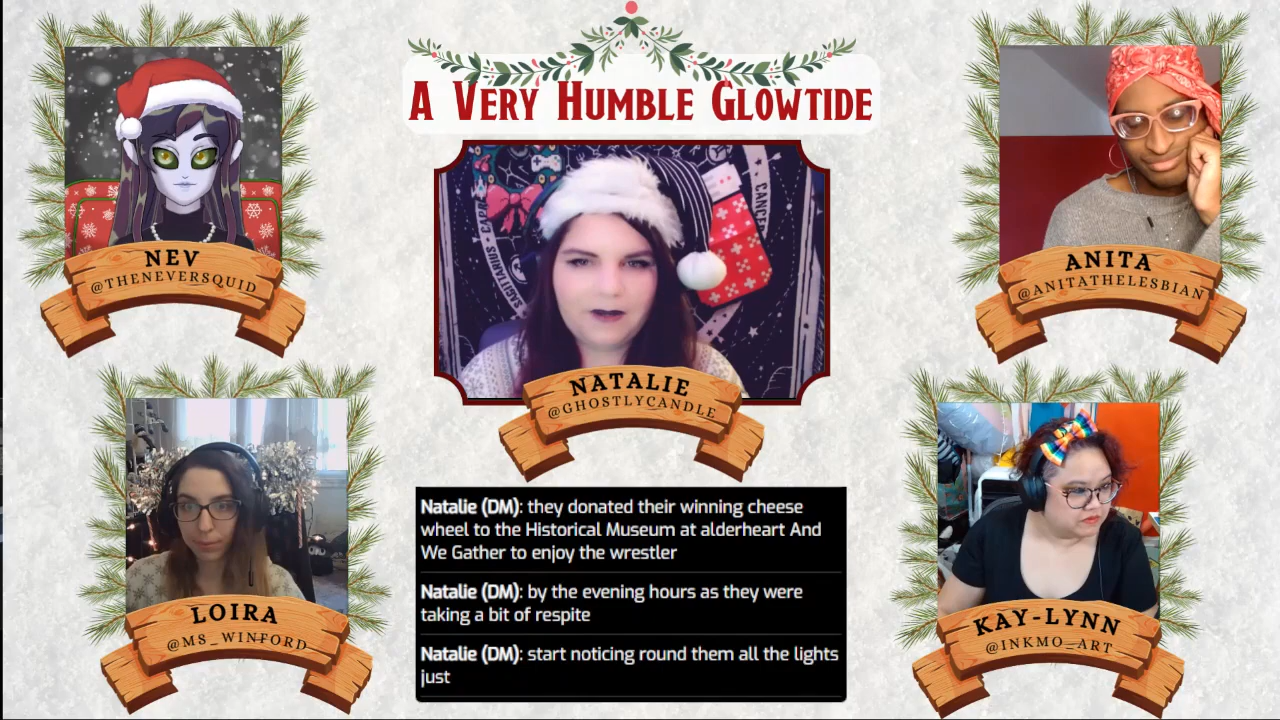 A Very Humble Glowtide
NEV
@THENEVERSQUID
ANITA
@ANITATHELESBIAN
CAPR
SAGITTARIUS
CANCER
NATALIE
@GHOSTLYCANDLE
LOIRA
@MS_WINFORD
KAY-LYNN
@INKMO_ART
Natalie (DM): they donated their winning cheese
wheel to the Historical Museum at alderheart And
We Gather to enjoy the wrestler
Natalie (DM): by the evening hours as they were
taking a bit of respite
Natalie (DM): start noticing round them all the lights
just